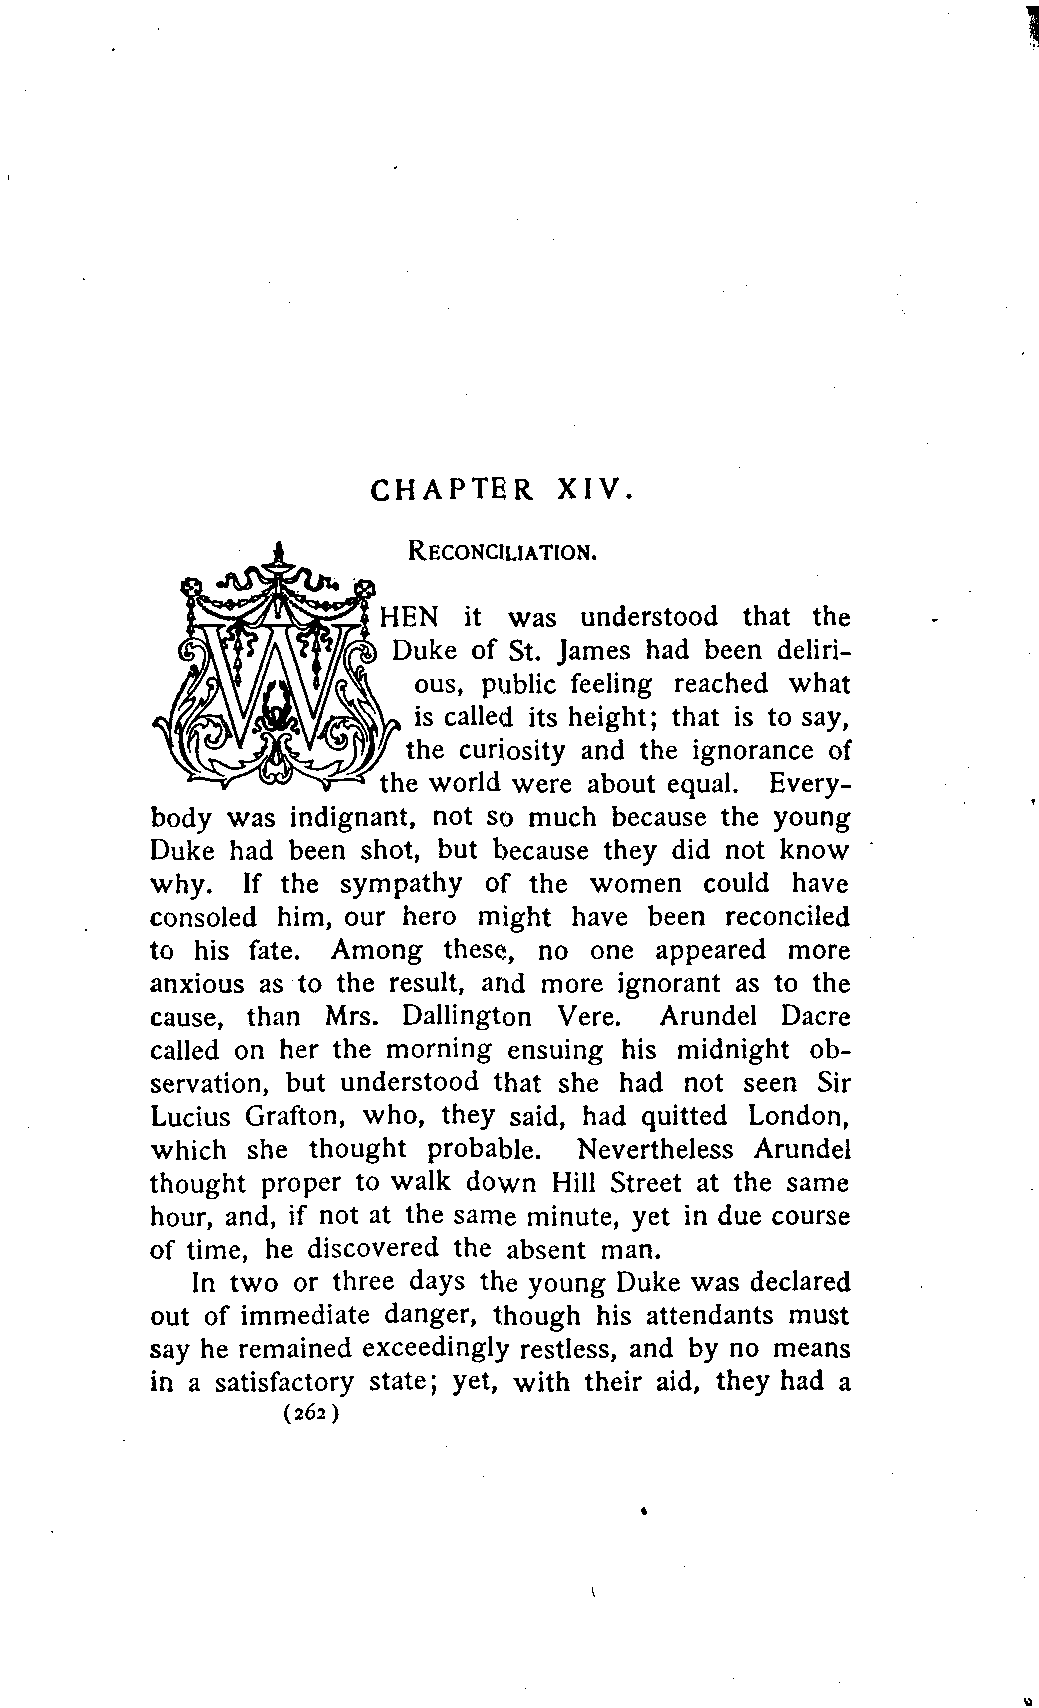 CHAPTER XIV.
RECONCILIATION.
WHEN it was understood that the
Duke of St. James had been deliri-
ous, public feeling reached what
is called its height; that is to say,
the curiosity and the ignorance of
the world were about equal. Every-
body was indignant, not so much because the young
Duke had been shot, but because they did not know
why. If the sympathy of the women could have
consoled him, our hero might have been reconciled
to his fate. Among these, no one appeared more
anxious as to the result, and more ignorant as to the
cause, than Mrs. Dallington Vere. Arundel Dacre
called on her the morning ensuing his midnight ob-
servation, but understood that she had not seen Sir
Lucius Grafton, who, they said, had quitted London,
which she thought probable. Nevertheless Arundel
thought proper to walk down Hill Street at the same
hour, and, if not at the same minute, yet in due course
of time, he discovered the absent man.
In two or three days the young Duke was declared
out of immediate danger, though his attendants must
say he remained exceedingly restless, and by no means
in a satisfactory state; yet, with their aid, they had a
(262)